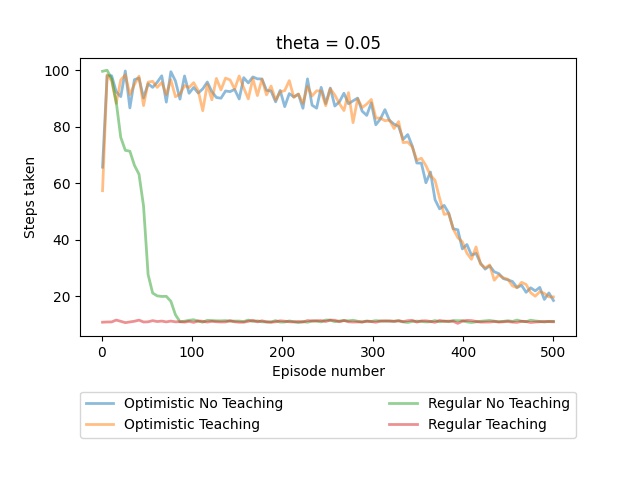 theta = 0.05
100
80
60
40
20
Steps taken
0
100
200
300
400
500
Episode number
Optimistic No Teaching
Optimistic Teaching
Regular No Teaching
Regular Teaching